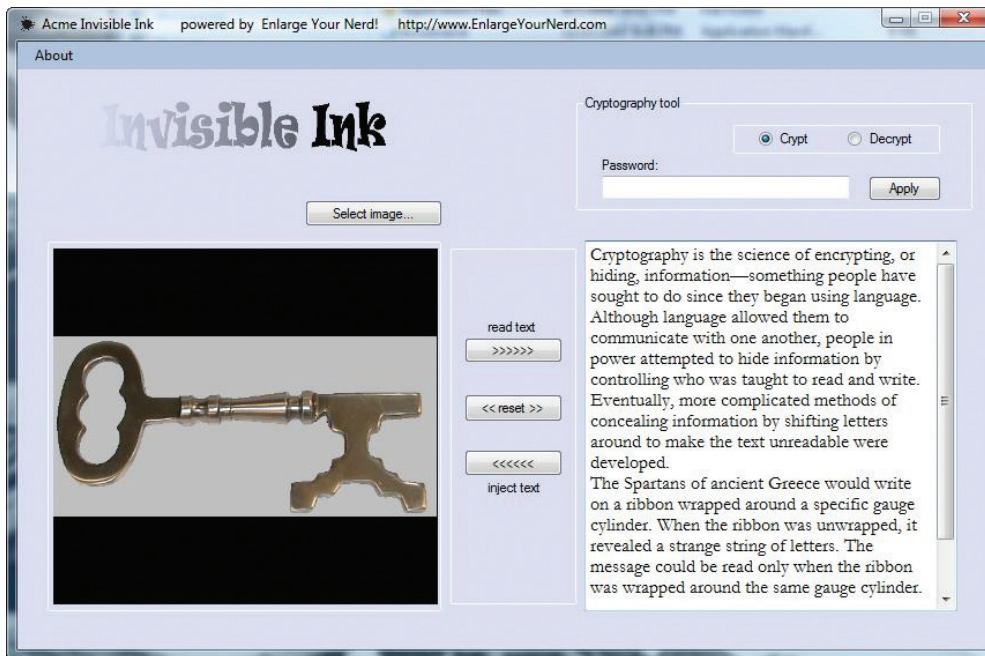 Acme Invisible Ink powered by Enlarge Your Nerd! http://www.EnlargeYourNerd.com
About
Invisible Ink
Cryptography tool
Crypt Decrypt
Password:
Apply
Select image...
read text
>>>>>>
<< reset >>
<<<<<<
inject text
Cryptography is the science of encrypting, or
hiding, information—something people have
sought to do since they began using language.
Although language allowed them to
communicate with one another, people in
power attempted to hide information by
controlling who was taught to read and write.
Eventually, more complicated methods of
concealing information by shifting letters
around to make the text unreadable were
developed.
The Spartans of ancient Greece would write
on a ribbon wrapped around a specific gauge
cylinder. When the ribbon was unwrapped, it
revealed a strange string of letters. The
message could be read only when the ribbon
was wrapped around the same gauge cylinder.